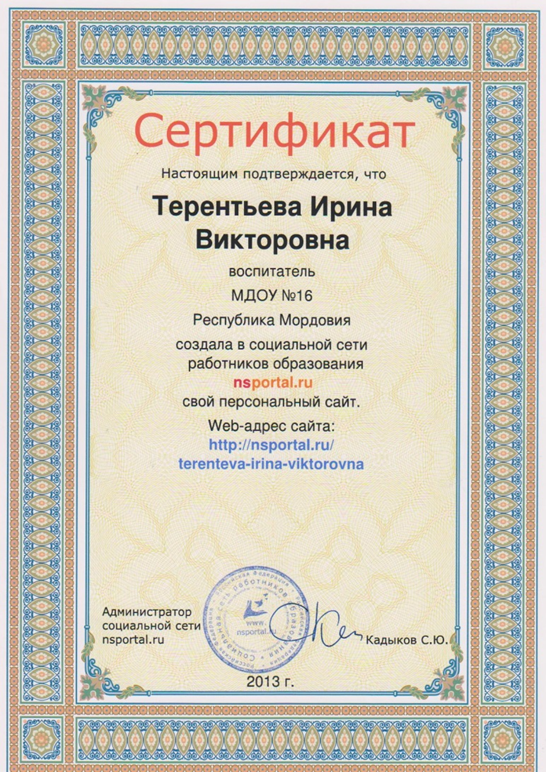 Сертификат
Настоящим подтверждается, что
Терентьева Ирина
Викторовна
воспитатель
МДОУ №16
Республика Мордовия
создала в социальной сети
работников образования
nsportal.ru
свой персональный сайт.
Web-адрес сайта:
http://nsportal.ru/
terenteva-irina-viktorovna
Администратор
социальной сети
nsportal.ru
www.
nsportal.
Кадыков С.Ю.
2013 г.